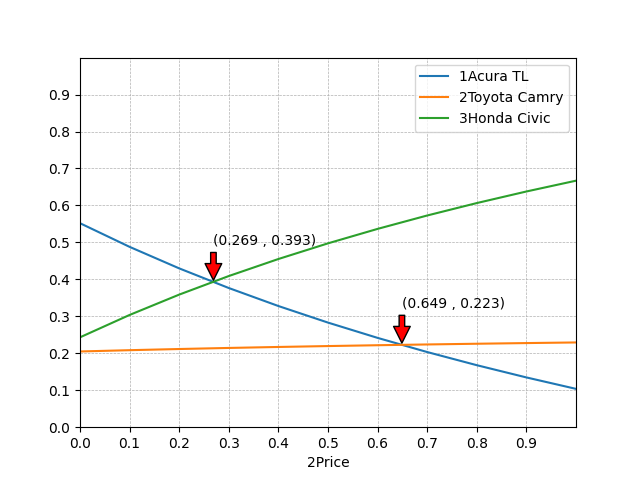 1Acura TL
2Toyota Camry
3Honda Civic
0.9
0.8
0.7
0.6
0.5
0.4
0.3
0.2
0.1
0.0
(0.269 , 0.393)
(0.649 , 0.223)
0.0 0.1 0.2 0.3 0.4 0.5 0.6 0.7 0.8 0.9
2Price